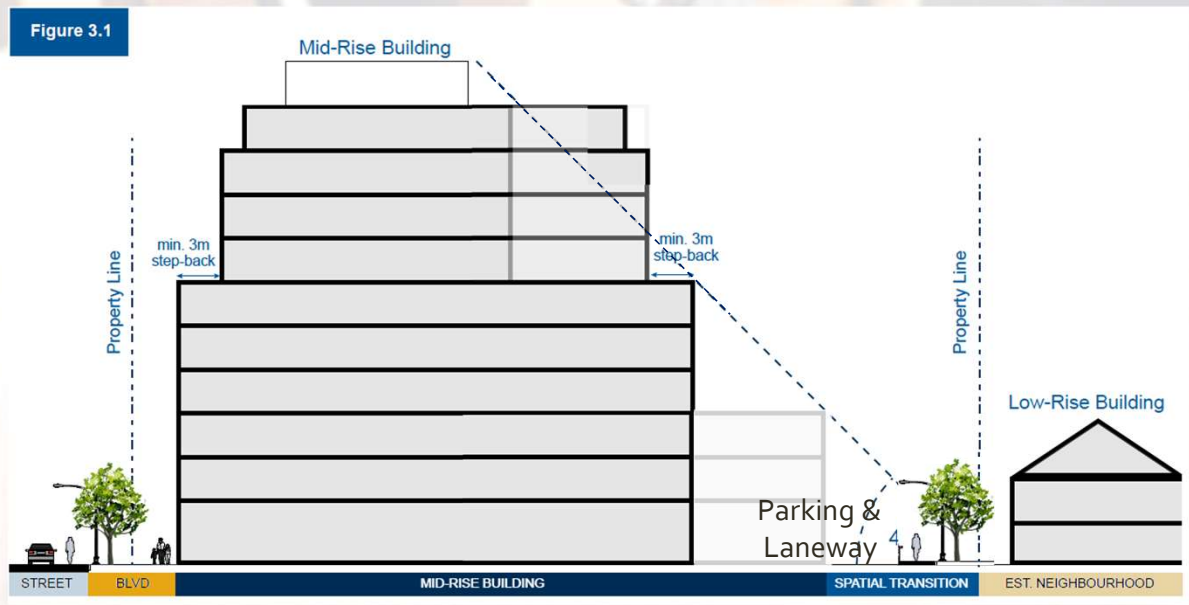 Figure 3.1
Mid-Rise Building
min. 3m
step-back
min. 3m
step-back
Property Line
Property Line
Low-Rise Building
Parking &
Laneway
4
STREET
BLVD
MID-RISE BUILDING
SPATIAL TRANSITION
EST. NEIGHBOURHOOD